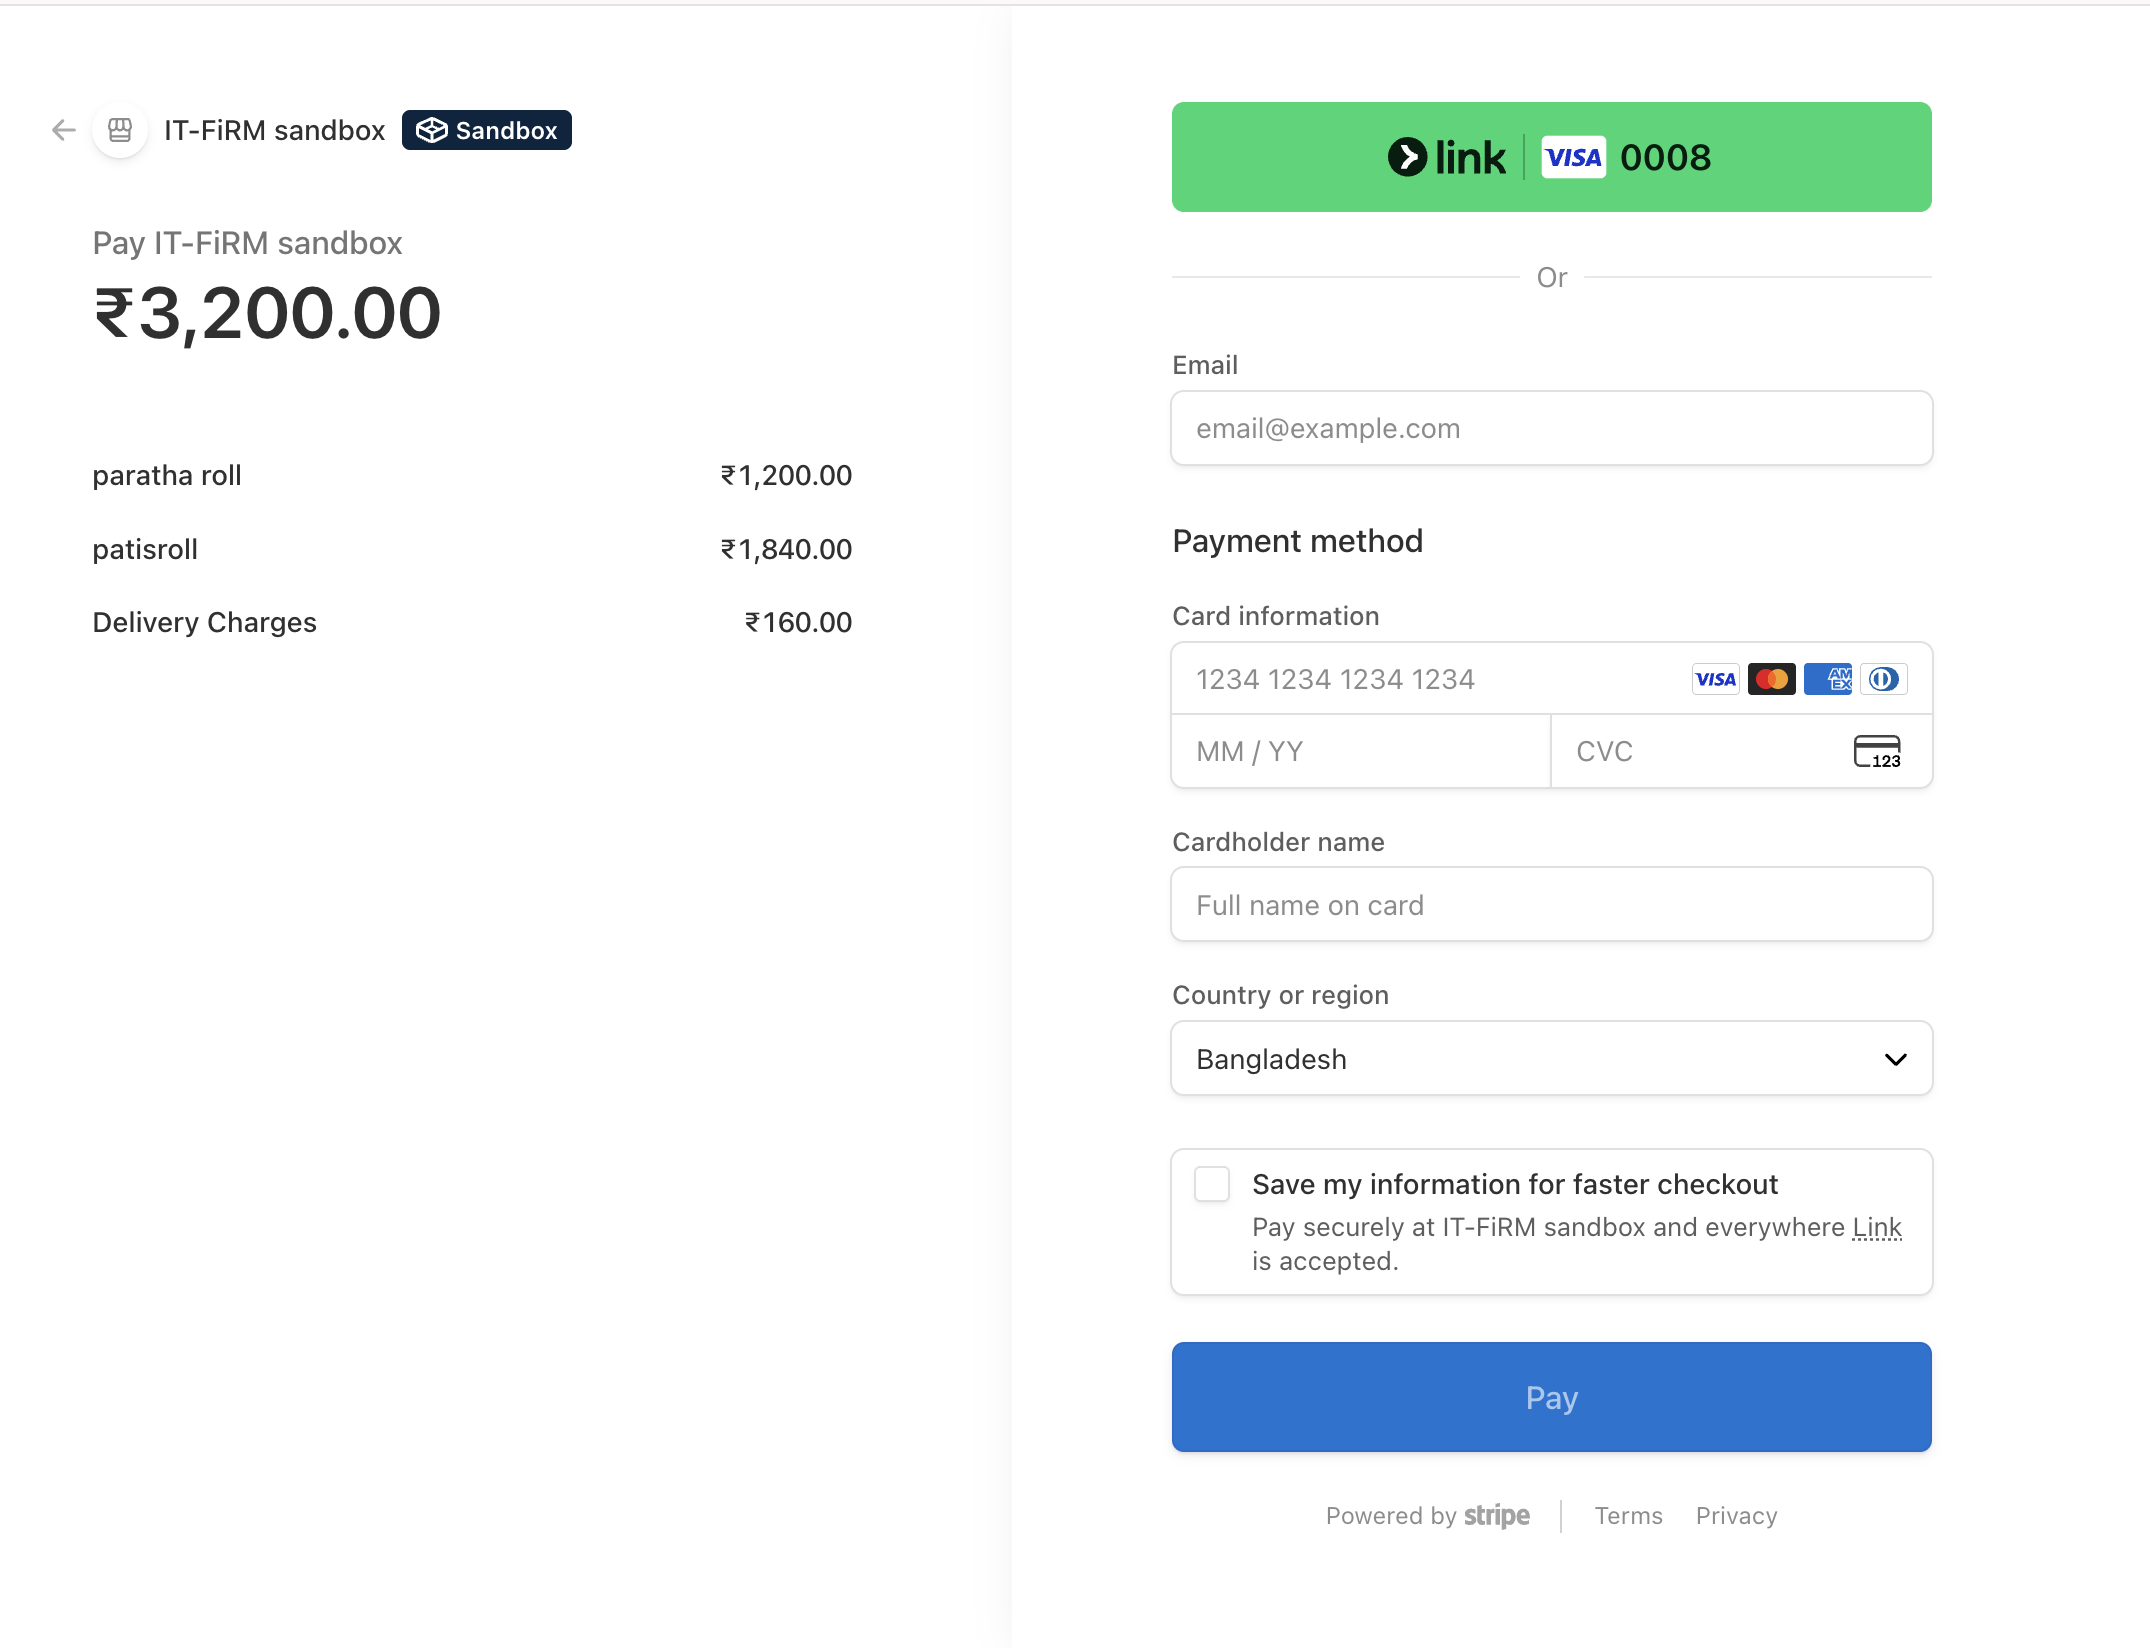 IT-FiRM sandbox Sandbox
Pay IT-FiRM sandbox
₹3,200.00
paratha roll ₹1,200.00
patisroll ₹1,840.00
Delivery Charges ₹160.00
link VISA 0008
Or
Email
email@example.com
Payment method
Card information
1234 1234 1234 1234 VISA AM EX
MM / YY CVC 123
Cardholder name
Full name on card
Country or region
Bangladesh
Save my information for faster checkout
Pay securely at IT-FiRM sandbox and everywhere Link
is accepted.
Pay
Powered by stripe Terms Privacy